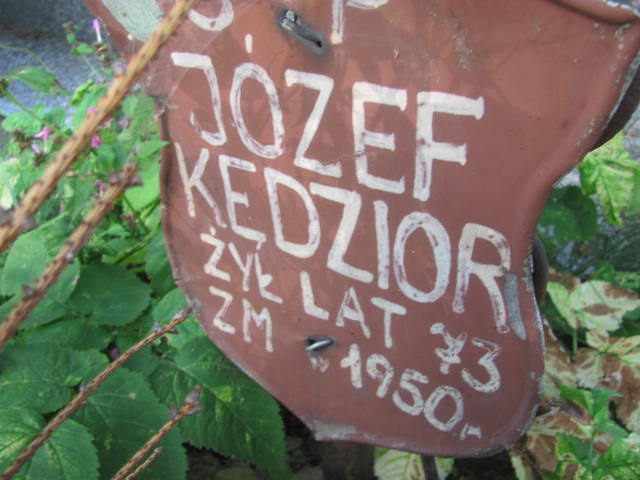 Ś P
JÓZEF
KĘDZIOR
ŻYŁ LAT 73
ZM 1950